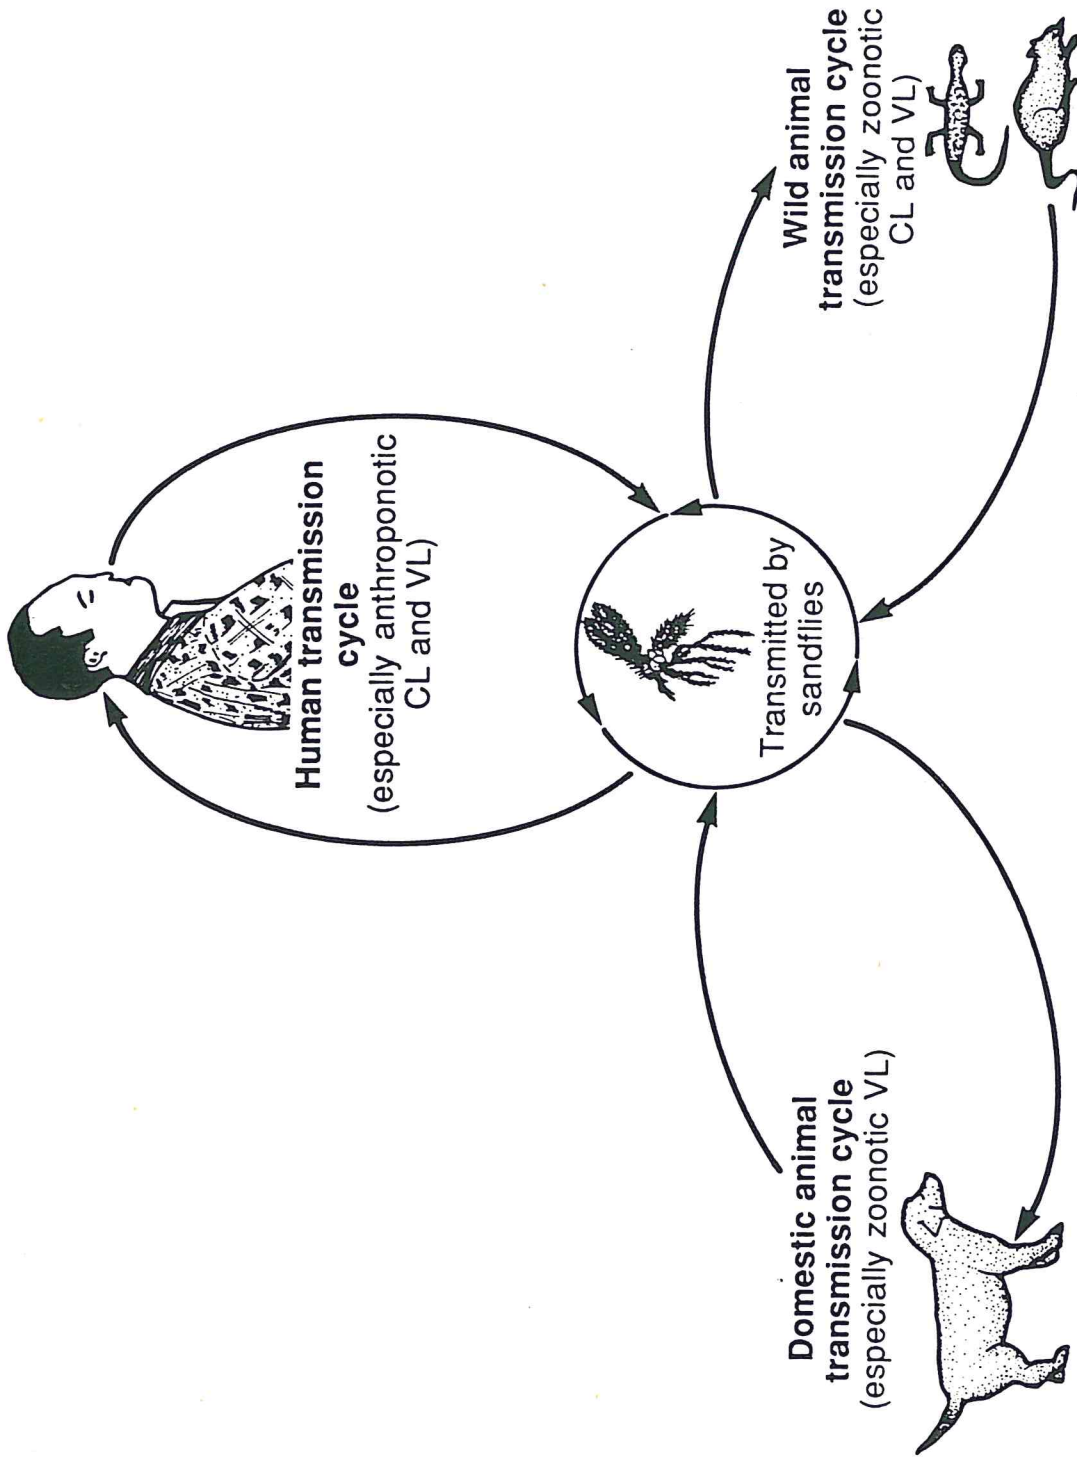 Human transmission
cycle
(especially anthroponotic
CL and VL)
Transmitted by
sandflies
Domestic animal
transmission cycle
(especially zoonotic VL)
Wild animal
transmission cycle
(especially zoonotic
CL and VL)